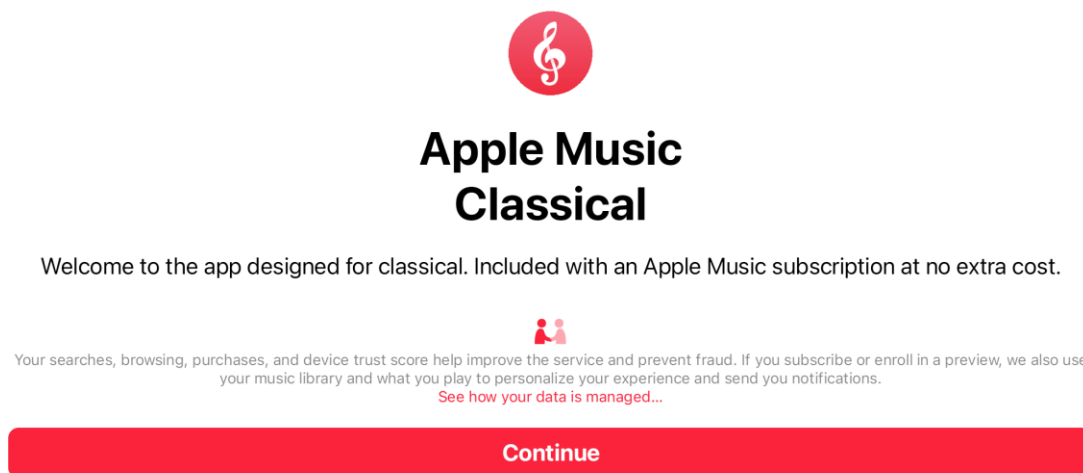 Apple Music
Classical
Welcome to the app designed for classical. Included with an Apple Music subscription at no extra cost.
Your searches, browsing, purchases, and device trust score help improve the service and prevent fraud. If you subscribe or enroll in a preview, we also use
your music library and what you play to personalize your experience and send you notifications.
See how your data is managed...
Continue